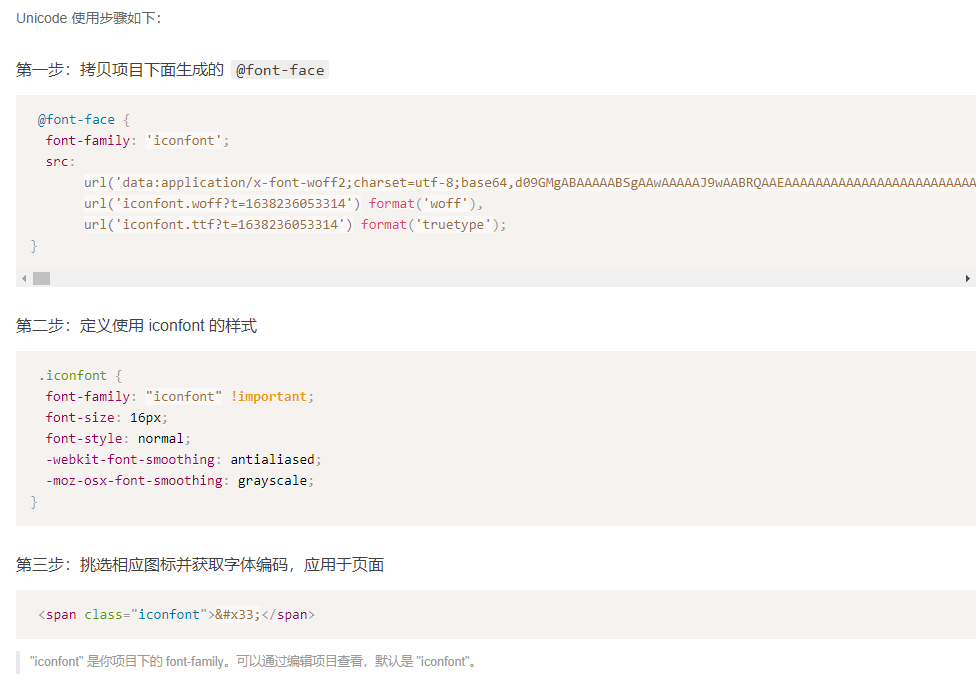 Unicode 使用步骤如下：
第一步：拷贝项目下面生成的 @font-face
@font-face {
font-family: 'iconfont';
src:
url('data:application/x-font-woff2;charset=utf-8;base64,d09GMgABAAAAABSgAAwAAAAAJ9wAABRQAAEAAAAAAAAAAAAAAAAAAAAAAAAA
url('iconfont.woff?t=1638236053314') format('woff'),
url('iconfont.ttf?t=1638236053314') format('truetype');
}
第二步：定义使用 iconfont 的样式
.iconfont {
font-family: "iconfont" !important;
font-size: 16px;
font-style: normal;
-webkit-font-smoothing: antialiased;
-moz-osx-font-smoothing: grayscale;
}
第三步：挑选相应图标并获取字体编码，应用于页面
<span class="iconfont">&#x33;</span>
"iconfont" 是你项目下的 font-family。可以通过编辑项目查看，默认是 "iconfont"。